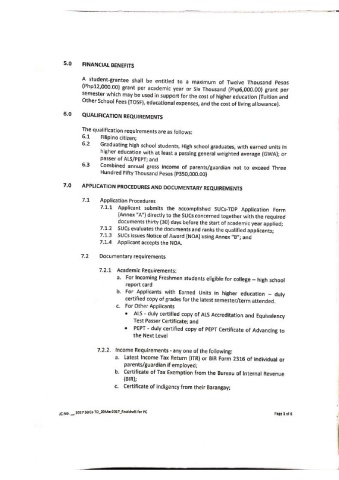 5.0 FINANCIAL BENEFITS
A student-grantee shall be entitled to a maximum of Twelve Thousand Pesos
(Php12,000.00) grant per academic year or Six Thousand (Php6,000.00) grant per
semester which may be used in support for the cost of higher education (Tuition and
Other School Fees (TOSF), educational expenses, and the cost of living allowance).
6.0 QUALIFICATION REQUIREMENTS
The qualification requirements are as follows:
6.1 Filipino citizen;
6.2 Graduating high school students, High school graduates, with earned units in
higher education with at least a passing general weighted average (GWA); or
passer of ALS/PEPT; and
6.3 Combined annual gross income of parents/guardian not to exceed Three
Hundred Fifty Thousand Pesos (P350,000.00)
7.0 APPLICATION PROCEDURES AND DOCUMENTARY REQUIREMENTS
7.1 Application Procedures
7.1.1 Applicant submits the accomplished SUCs-TDP Application Form
(Annex "A") directly to the SUCs concerned together with the required
documents thirty (30) days before the start of academic year applied;
7.1.2 SUCs evaluates the documents and ranks the qualified applicants;
7.1.3 SUCs issues Notice of Award (NOA) using Annex "B"; and
7.1.4 Applicant accepts the NOA.
7.2 Documentary requirements
7.2.1 Academic Requirements:
a. For Incoming Freshmen students eligible for college – high school
report card
b. For Applicants with Earned Units in higher education – duly
certified copy of grades for the latest semester/term attended.
c. For Other Applicants
• ALS - duly certified copy of ALS Accreditation and Equivalency
Test Passer Certificate; and
• PEPT - duly certified copy of PEPT Certificate of Advancing to
the Next Level
7.2.2. Income Requirements - any one of the following:
a. Latest Income Tax Return (ITR) or BIR Form 2316 of individual or
parents/guardian if employed;
b. Certificate of Tax Exemption from the Bureau of Internal Revenue
(BIR);
c. Certificate of Indigency from their Barangay;
Page 3 of 5